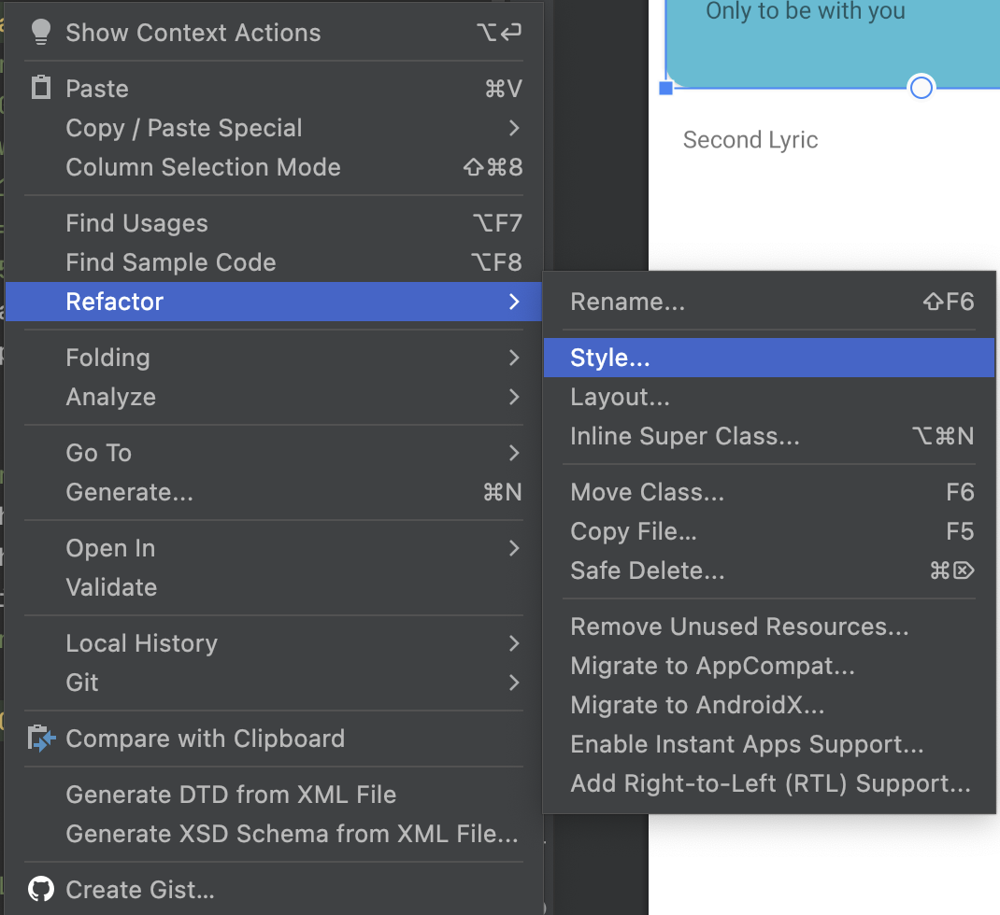 Show Context Actions ⌥↩
Paste ⌘V
Copy / Paste Special
Column Selection Mode ⇧⌘8
Find Usages ⌥F7
Find Sample Code ⌥F8
Refactor
Folding
Analyze
Go To
Generate... ⌘N
Open In
Validate
Local History
Git
Compare with Clipboard
Generate DTD from XML File
Generate XSD Schema from XML File...
Create Gist...
Only to be with you
Second Lyric
Rename... ⇧F6
Style...
Layout...
Inline Super Class... ⌥⌘N
Move Class... F6
Copy File... F5
Safe Delete... ⌘⌦
Remove Unused Resources...
Migrate to AppCompat...
Migrate to AndroidX...
Enable Instant Apps Support...
Add Right-to-Left (RTL) Support...